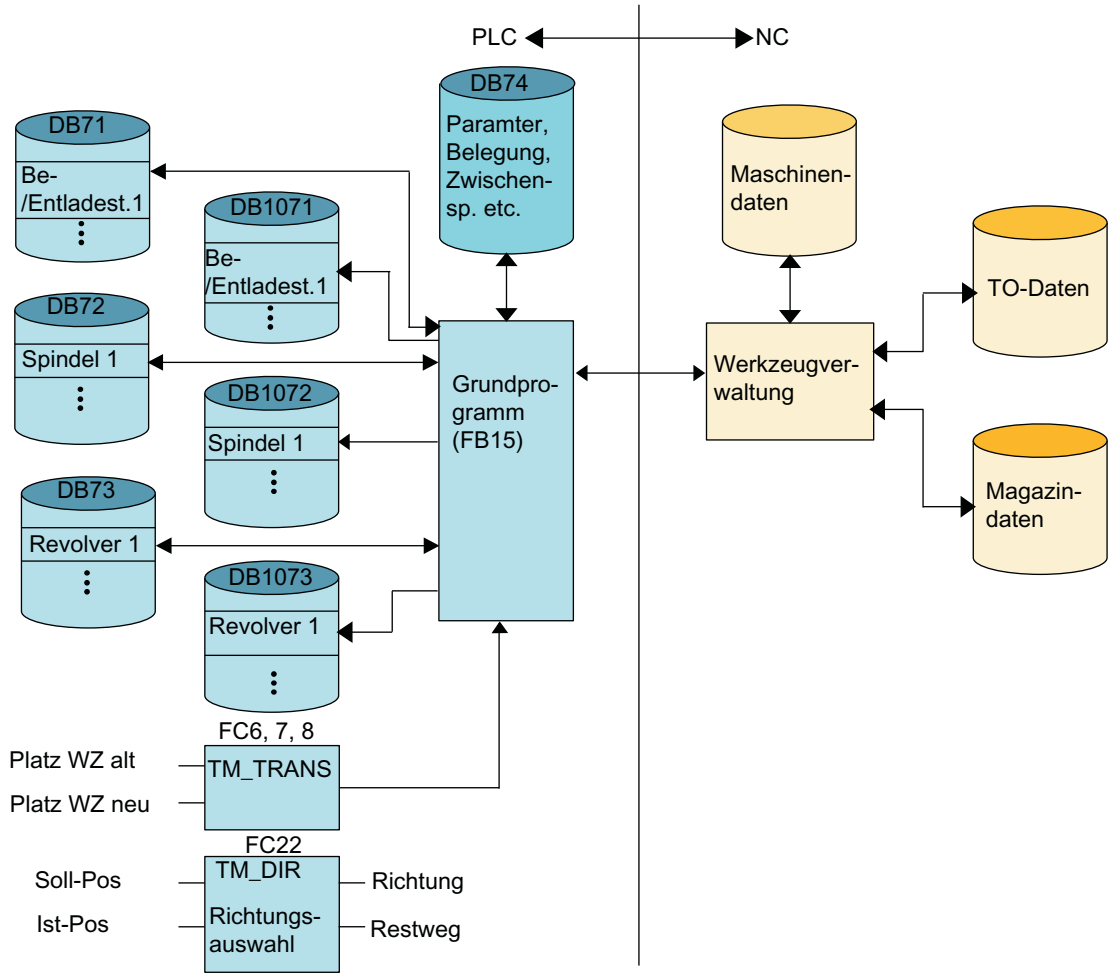 PLC
NC
DB74
Paramter,
Belegung,
Zwischen-
sp. etc.
DB71
Be-
/Entladest.1
DB1071
Be-
/Entladest.1
DB72
Spindel 1
DB1072
Spindel 1
DB73
Revolver 1
DB1073
Revolver 1
Grundpro-
gramm
(FB15)
Maschinen-
daten
Werkzeugver-
waltung
TO-Daten
Magazin-
daten
FC6, 7, 8
Platz WZ alt
TM_TRANS
Platz WZ neu
FC22
Soll-Pos
TM_DIR
Richtung
Ist-Pos
Richtungs-
auswahl
Restweg